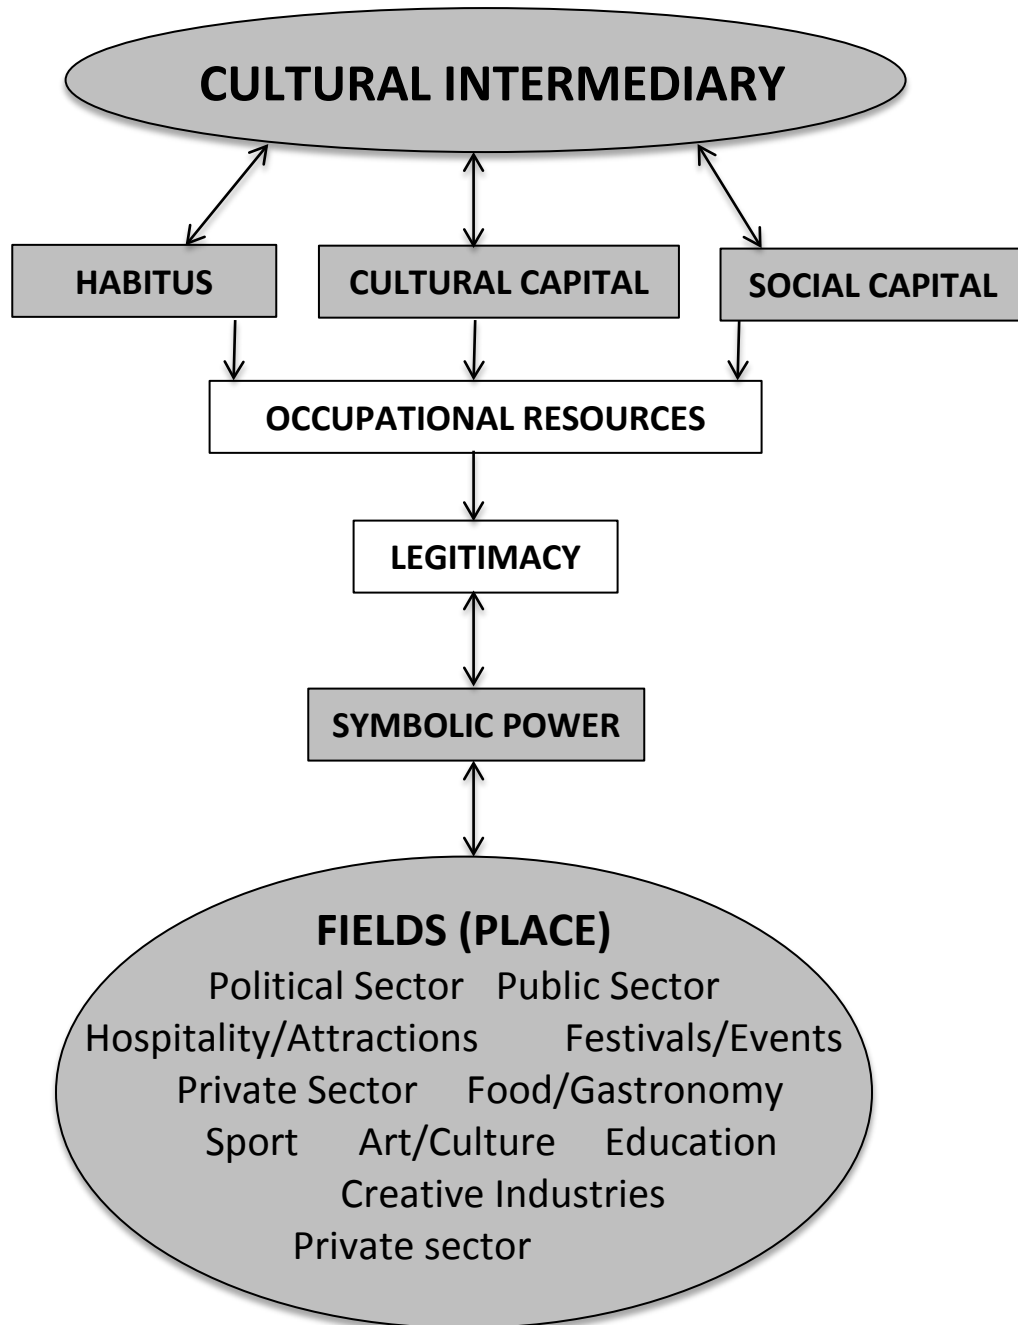 CULTURAL INTERMEDIARY
HABITUS
CULTURAL CAPITAL
SOCIAL CAPITAL
OCCUPATIONAL RESOURCES
LEGITIMACY
SYMBOLIC POWER
FIELDS (PLACE)
Political Sector Public Sector
Hospitality/Attractions Festivals/Events
Private Sector Food/Gastronomy
Sport Art/Culture Education
Creative Industries
Private sector